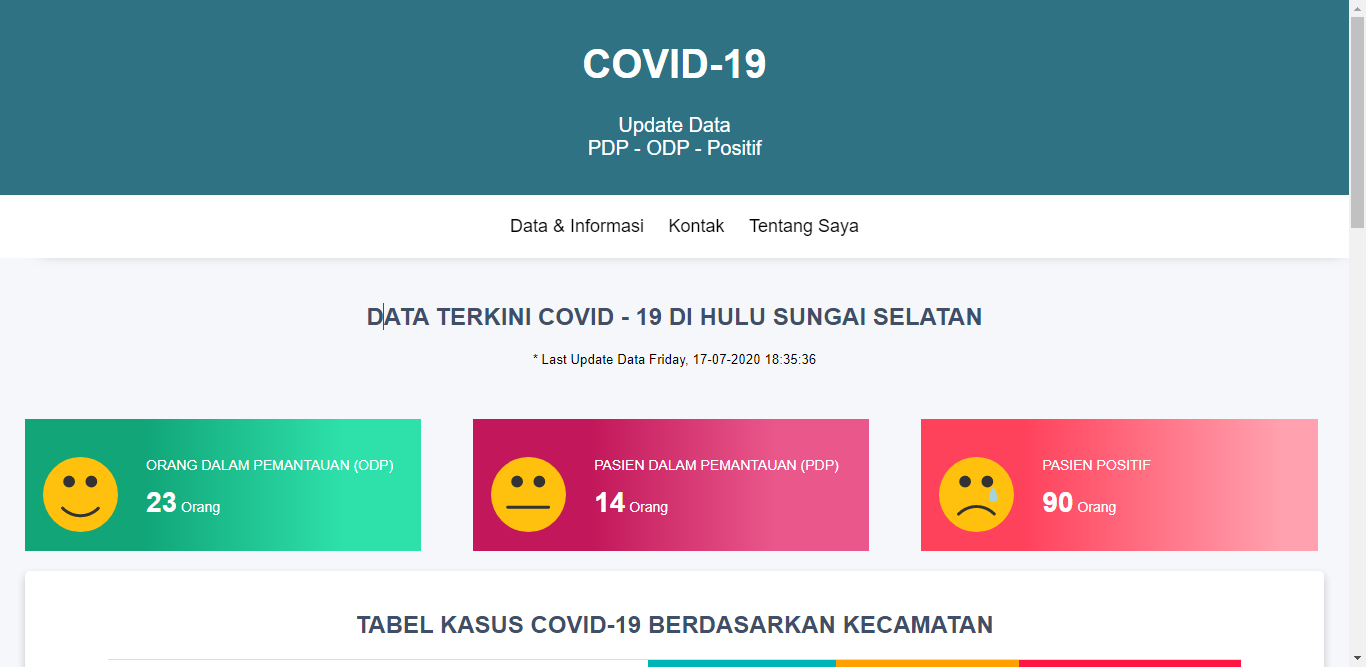 COVID-19
Update Data
PDP - ODP - Positif
Data & Informasi Kontak Tentang Saya
DATA TERKINI COVID - 19 DI HULU SUNGAI SELATAN
* Last Update Data Friday, 17-07-2020 18:35:36
ORANG DALAM PEMANTAUAN (ODP)
23 Orang
PASIEN DALAM PEMANTAUAN (PDP)
14 Orang
PASIEN POSITIF
90 Orang
TABEL KASUS COVID-19 BERDASARKAN KECAMATAN